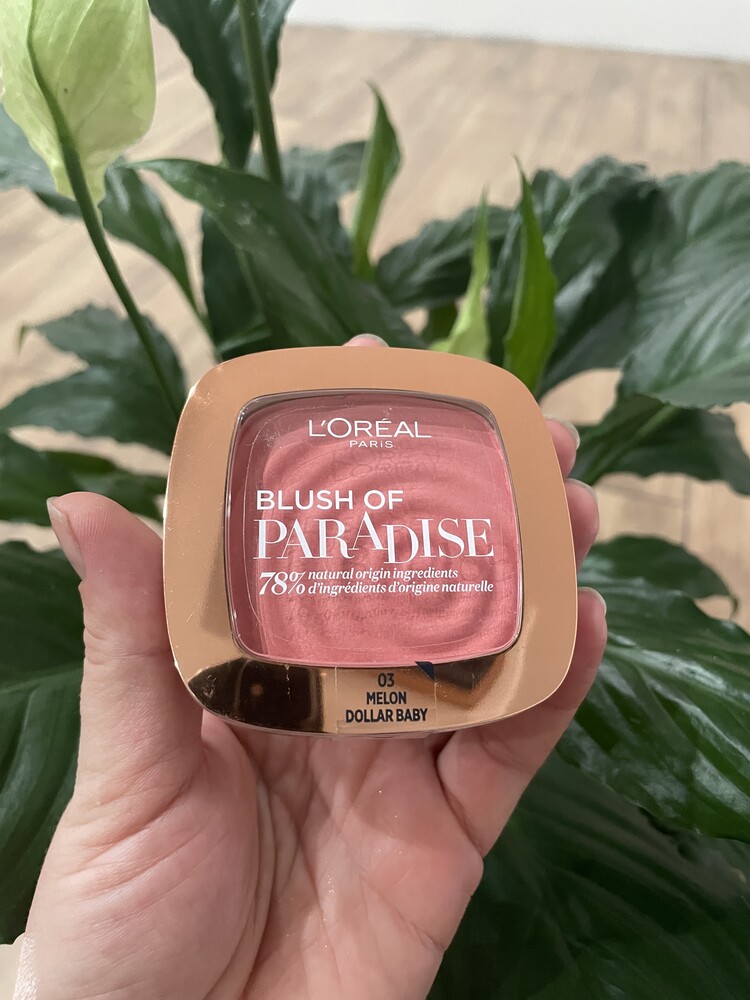 L'ORÉAL
PARIS
BLUSH OF
PARADISE
78% natural origin ingredients
d'ingrédients d'origine naturelle
03
MELON
DOLLAR BABY